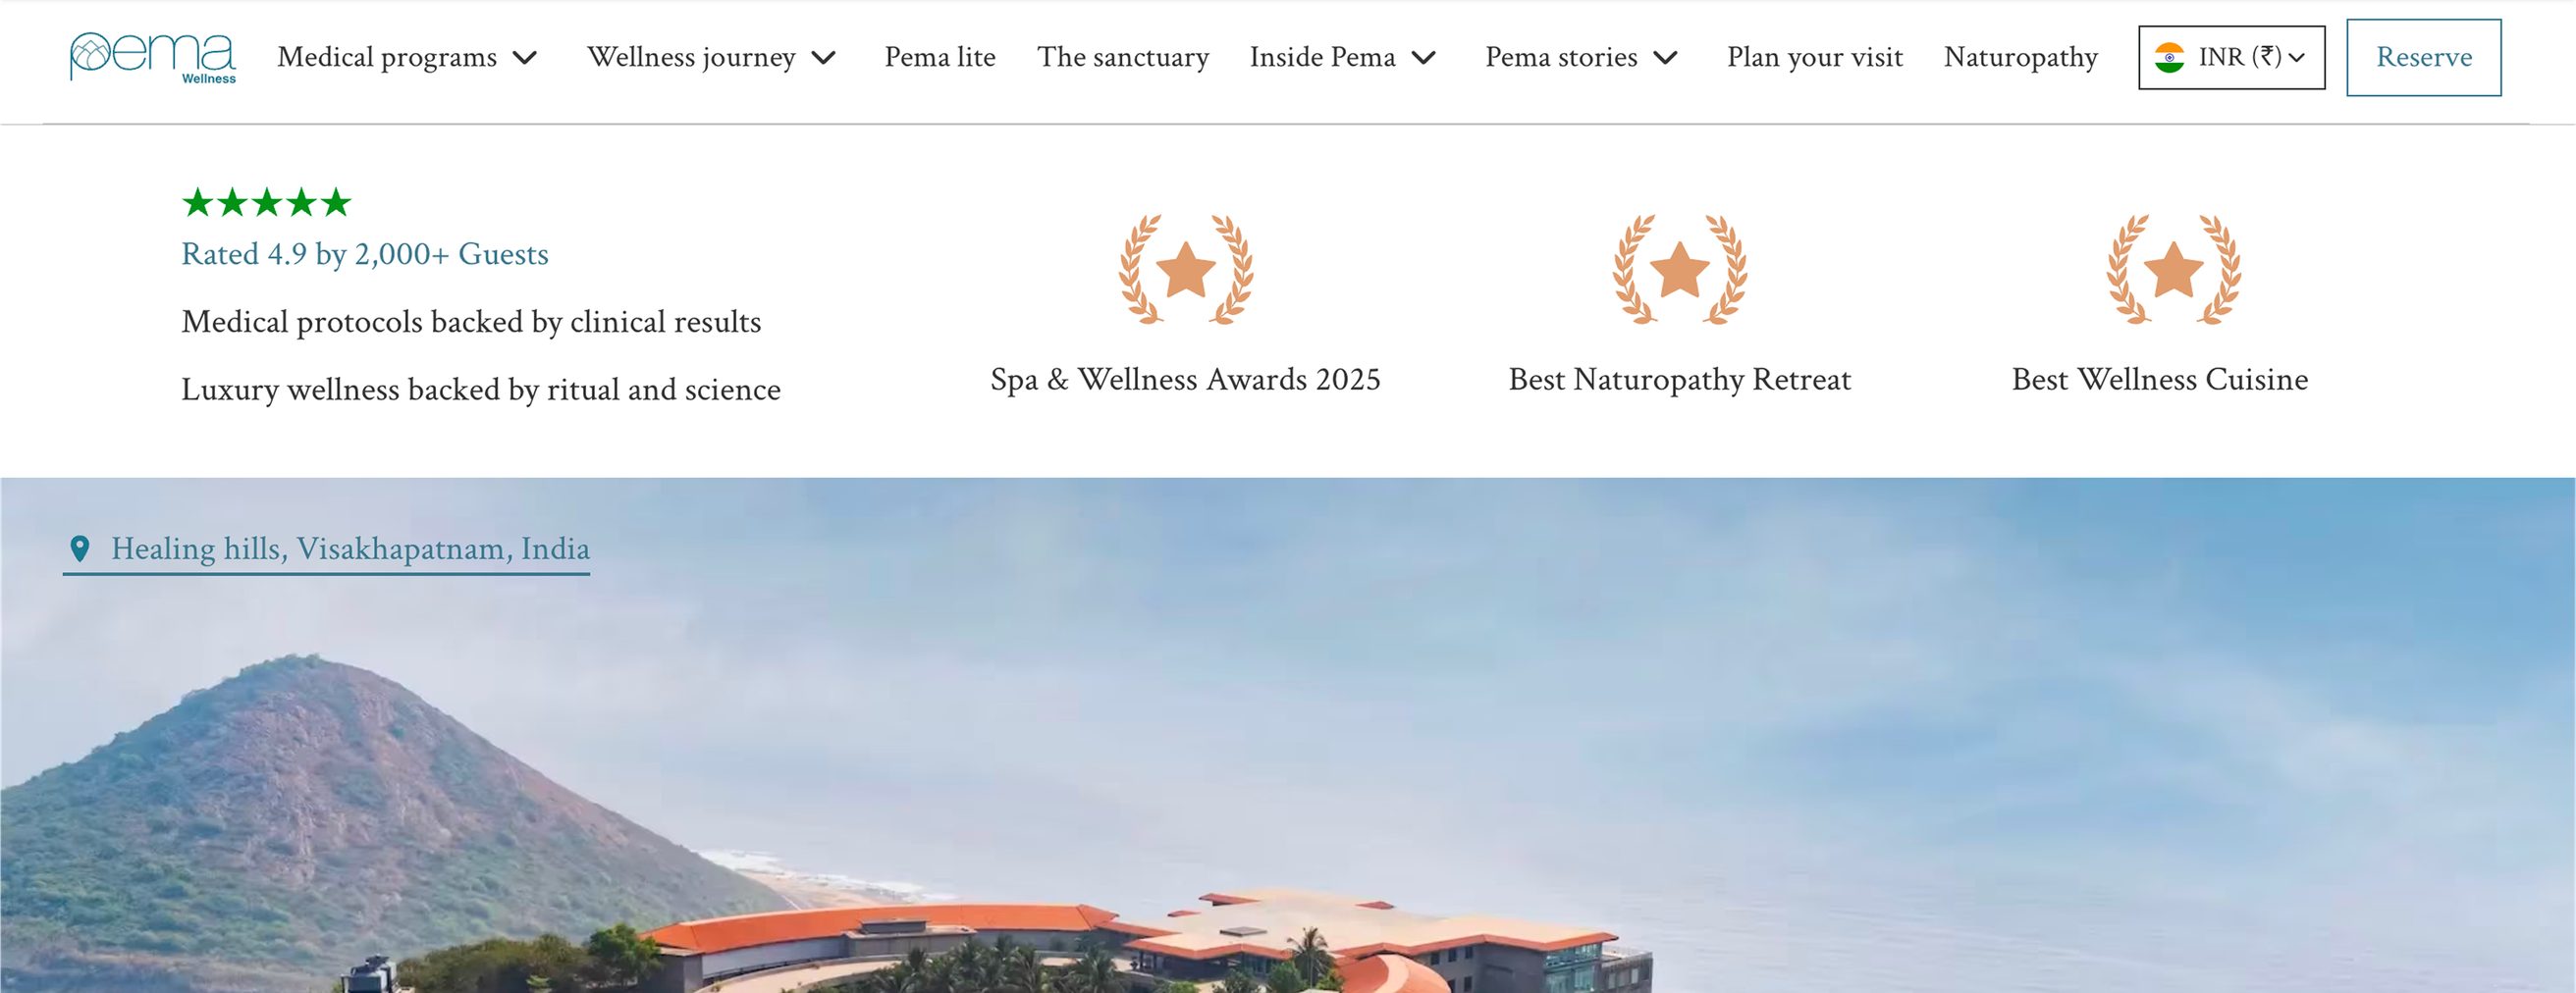 pema
Wellness
Medical programs
Wellness journey
Pema lite
The sanctuary
Inside Pema
Pema stories
Plan your visit
Naturopathy
INR (₹)
Reserve
Rated 4.9 by 2,000+ Guests
Medical protocols backed by clinical results
Luxury wellness backed by ritual and science
Spa & Wellness Awards 2025
Best Naturopathy Retreat
Best Wellness Cuisine
Healing hills, Visakhapatnam, India